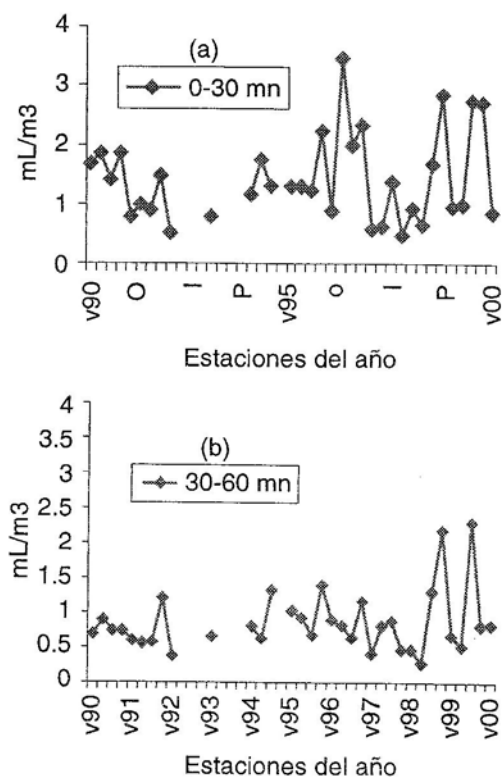 (a)
0-30 mn
mL/m3
4
3
2
1
0
v90
O
I
P
v95
o
I
P
v00
Estaciones del año
(b)
30-60 mn
mL/m3
4
3.5
3
2.5
2
1.5
1
0.5
0
v90
v91
v92
v93
v94
v95
v96
v97
v98
v99
v00
Estaciones del año